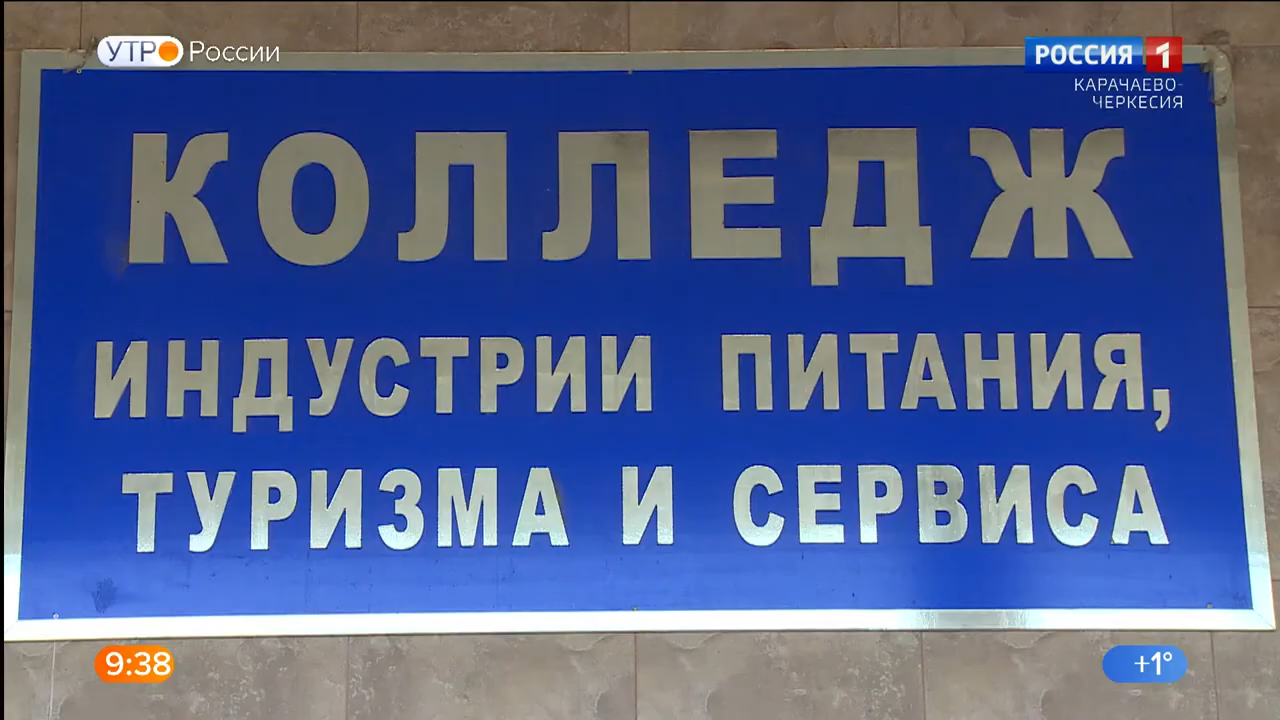 УТРО России
РОССИЯ 1
КАРАЧАЕВО-
ЧЕРКЕСИЯ
КОЛЛЕДЖ
ИНДУСТРИИ ПИТАНИЯ,
ТУРИЗМА И СЕРВИСА
9:38
+1°